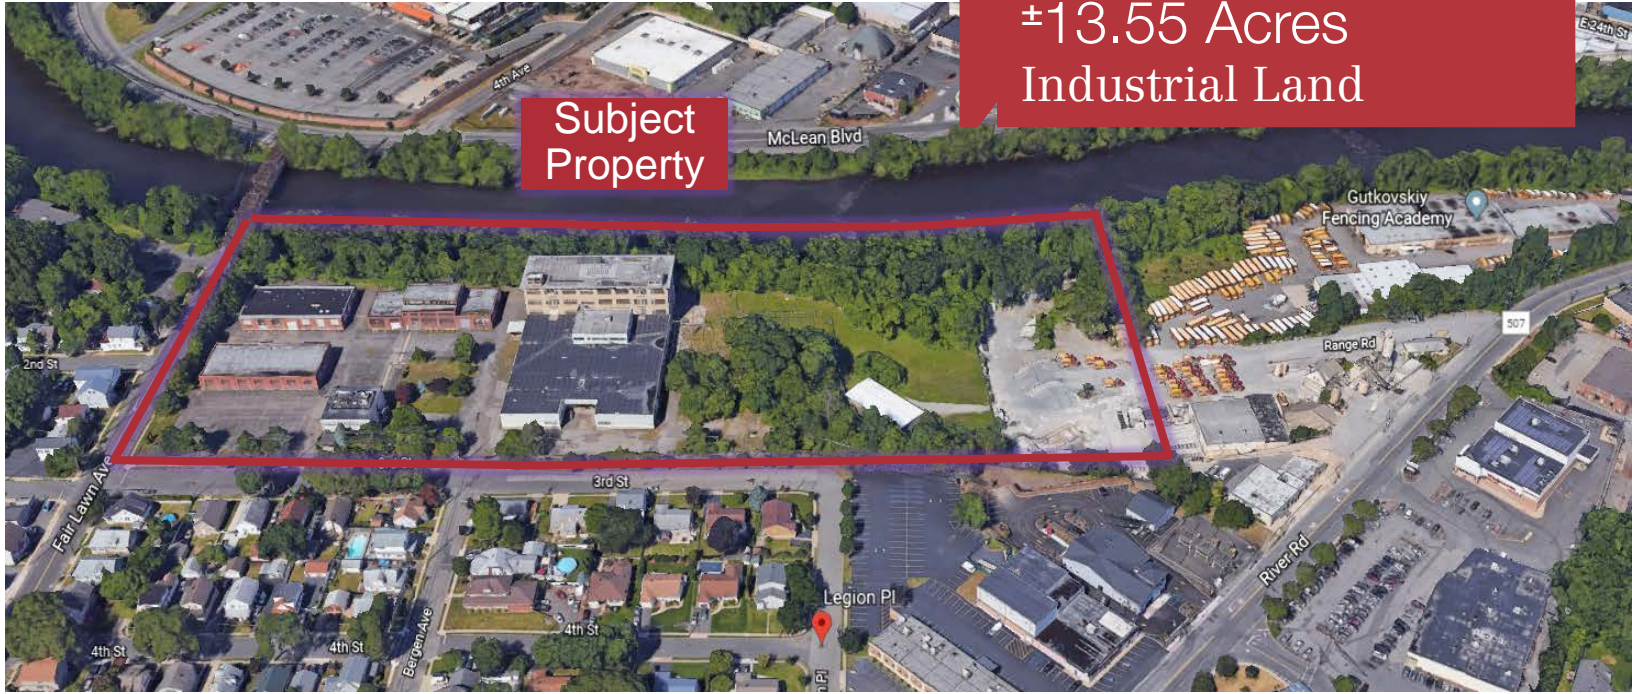 ±13.55 Acres
Industrial Land
E 24th St
4th Ave
Subject
Property
McLean Blvd
Gutkovskiy
Fencing Academy
507
Range Rd
2nd St
3rd St
Fair Lawn Ave
River Rd
Legion Pl
4th St
4th St
4th St
Bergen Ave
n Pl